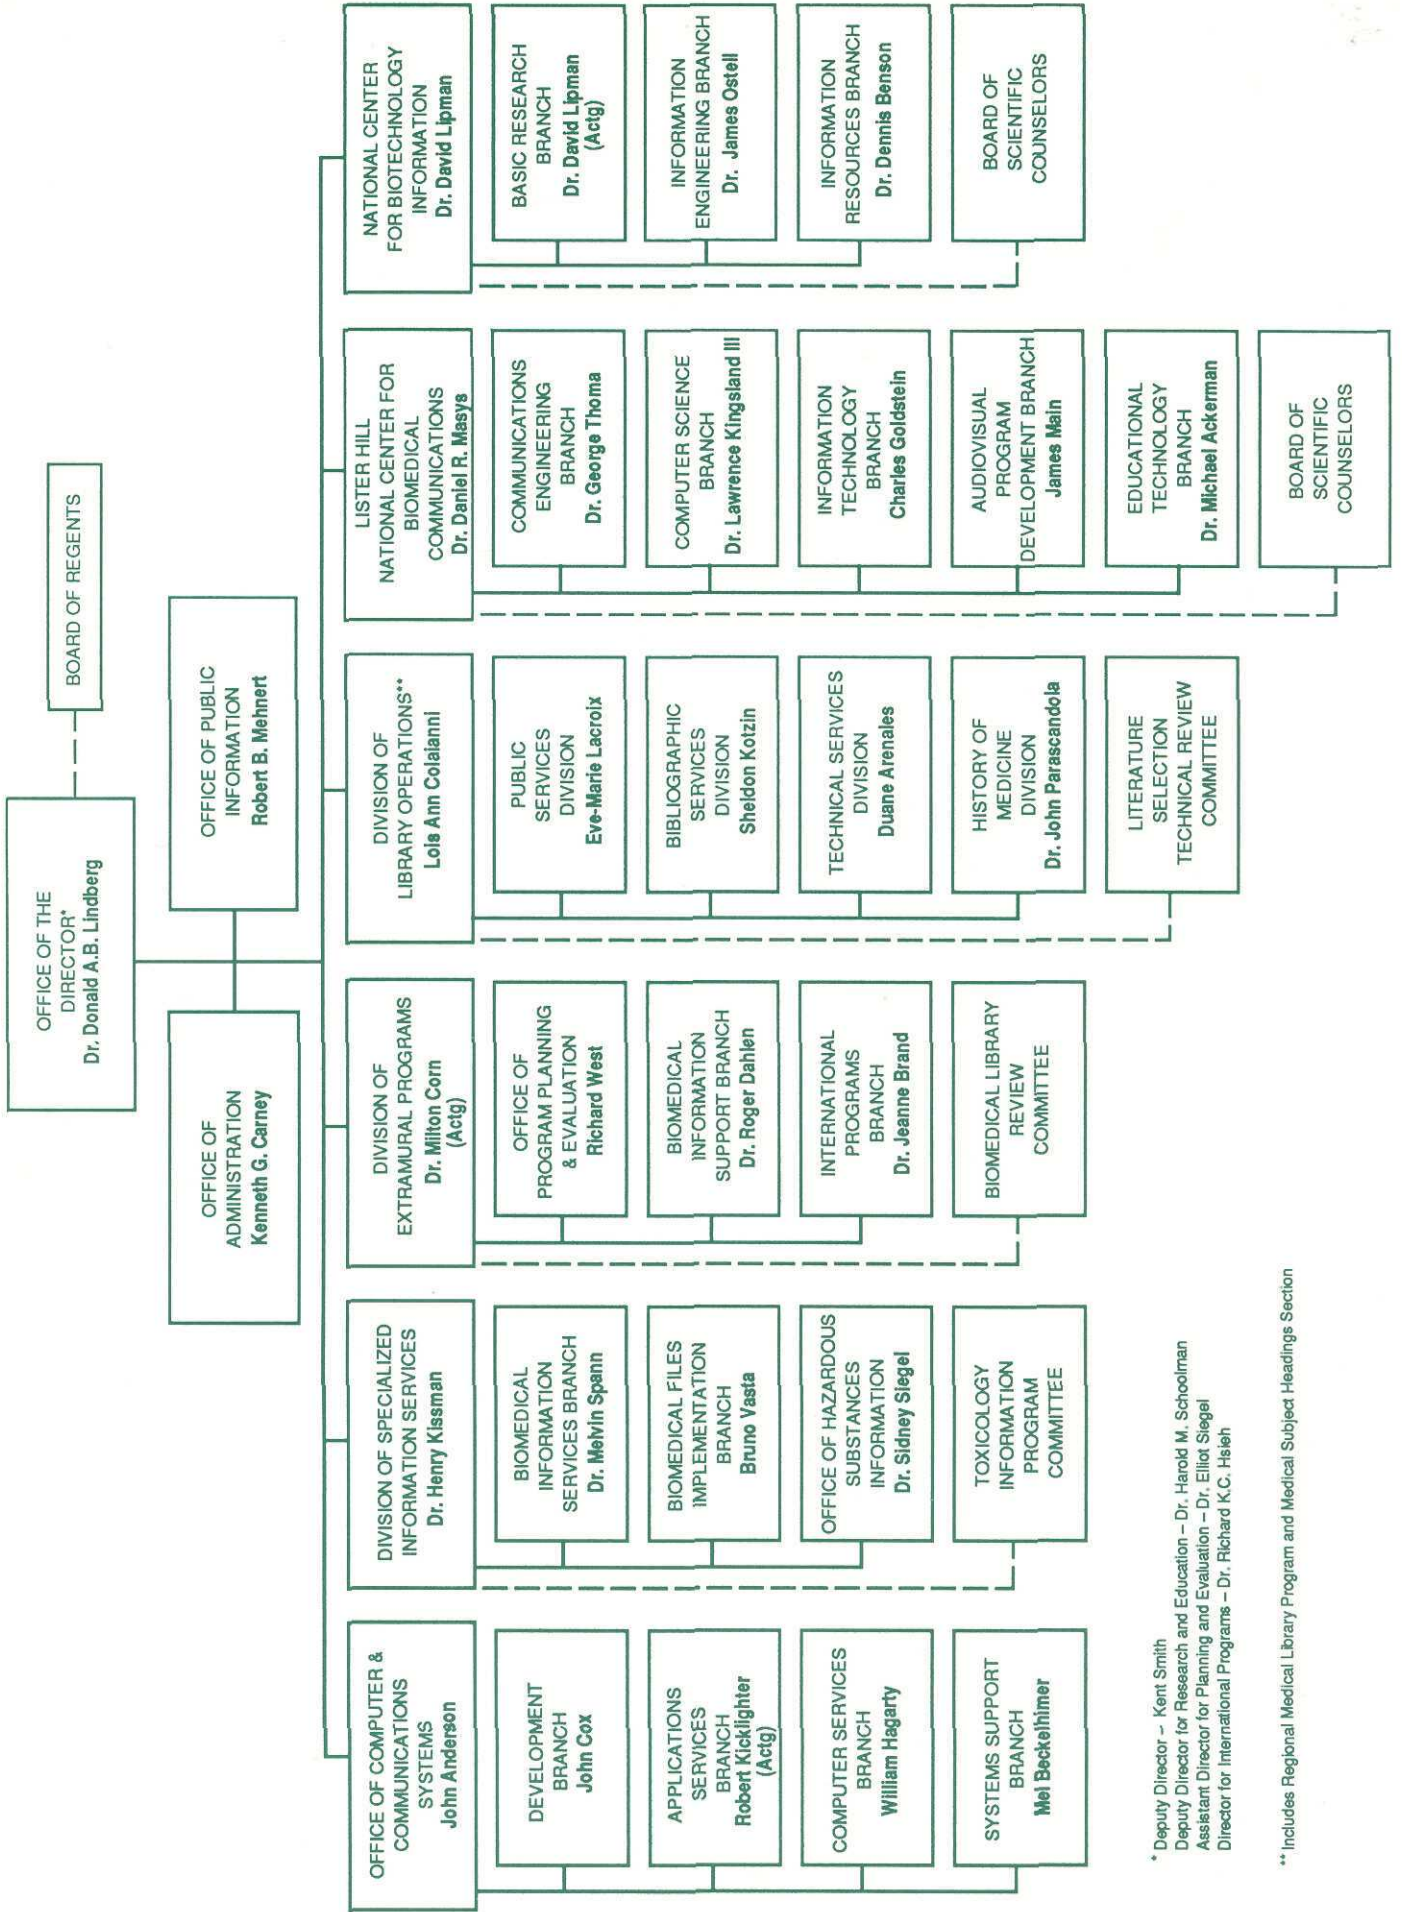 OFFICE OF THE
DIRECTOR*
Dr. Donald A.B. Lindberg
BOARD OF REGENTS
OFFICE OF
ADMINISTRATION
Kenneth G. Carney
OFFICE OF PUBLIC
INFORMATION
Robert B. Mehnert
OFFICE OF COMPUTER &
COMMUNICATIONS
SYSTEMS
John Anderson
DEVELOPMENT
BRANCH
John Cox
APPLICATIONS
SERVICES
BRANCH
Robert Kicklighter
(Actg)
COMPUTER SERVICES
BRANCH
William Hagarty
SYSTEMS SUPPORT
BRANCH
Mel Beckelhimer
DIVISION OF SPECIALIZED
INFORMATION SERVICES
Dr. Henry Kissman
BIOMEDICAL
INFORMATION
SERVICES BRANCH
Dr. Melvin Spann
BIOMEDICAL FILES
IMPLEMENTATION
BRANCH
Bruno Vasta
OFFICE OF HAZARDOUS
SUBSTANCES
INFORMATION
Dr. Sidney Siegel
TOXICOLOGY
INFORMATION
PROGRAM
COMMITTEE
DIVISION OF
EXTRAMURAL PROGRAMS
Dr. Milton Corn
(Actg)
OFFICE OF
PROGRAM PLANNING
& EVALUATION
Richard West
BIOMEDICAL
INFORMATION
SUPPORT BRANCH
Dr. Roger Dahlen
INTERNATIONAL
PROGRAMS
BRANCH
Dr. Jeanne Brand
BIOMEDICAL LIBRARY
REVIEW
COMMITTEE
DIVISION OF
LIBRARY OPERATIONS**
Lois Ann Colaianni
PUBLIC
SERVICES
DIVISION
Eve-Marie Lacroix
BIBLIOGRAPHIC
SERVICES
DIVISION
Sheldon Kotzin
TECHNICAL SERVICES
DIVISION
Duane Arenales
HISTORY OF
MEDICINE
DIVISION
Dr. John Parascandola
LITERATURE
SELECTION
TECHNICAL REVIEW
COMMITTEE
LISTER HILL
NATIONAL CENTER FOR
BIOMEDICAL
COMMUNICATIONS
Dr. Daniel R. Masys
COMMUNICATIONS
ENGINEERING
BRANCH
Dr. George Thoma
COMPUTER SCIENCE
BRANCH
Dr. Lawrence Kingsland III
INFORMATION
TECHNOLOGY
BRANCH
Charles Goldstein
AUDIOVISUAL
PROGRAM
DEVELOPMENT BRANCH
James Main
EDUCATIONAL
TECHNOLOGY
BRANCH
Dr. Michael Ackerman
BOARD OF
SCIENTIFIC
COUNSELORS
NATIONAL CENTER
FOR BIOTECHNOLOGY
INFORMATION
Dr. David Lipman
BASIC RESEARCH
BRANCH
Dr. David Lipman
(Actg)
INFORMATION
ENGINEERING BRANCH
Dr. James Ostell
INFORMATION
RESOURCES BRANCH
Dr. Dennis Benson
BOARD OF
SCIENTIFIC
COUNSELORS
* Deputy Director – Kent Smith
Deputy Director for Research and Education – Dr. Harold M. Schoolman
Assistant Director for Planning and Evaluation – Dr. Elliot Siegel
Director for International Programs – Dr. Richard K.C. Hsieh
** Includes Regional Medical Library Program and Medical Subject Headings Section